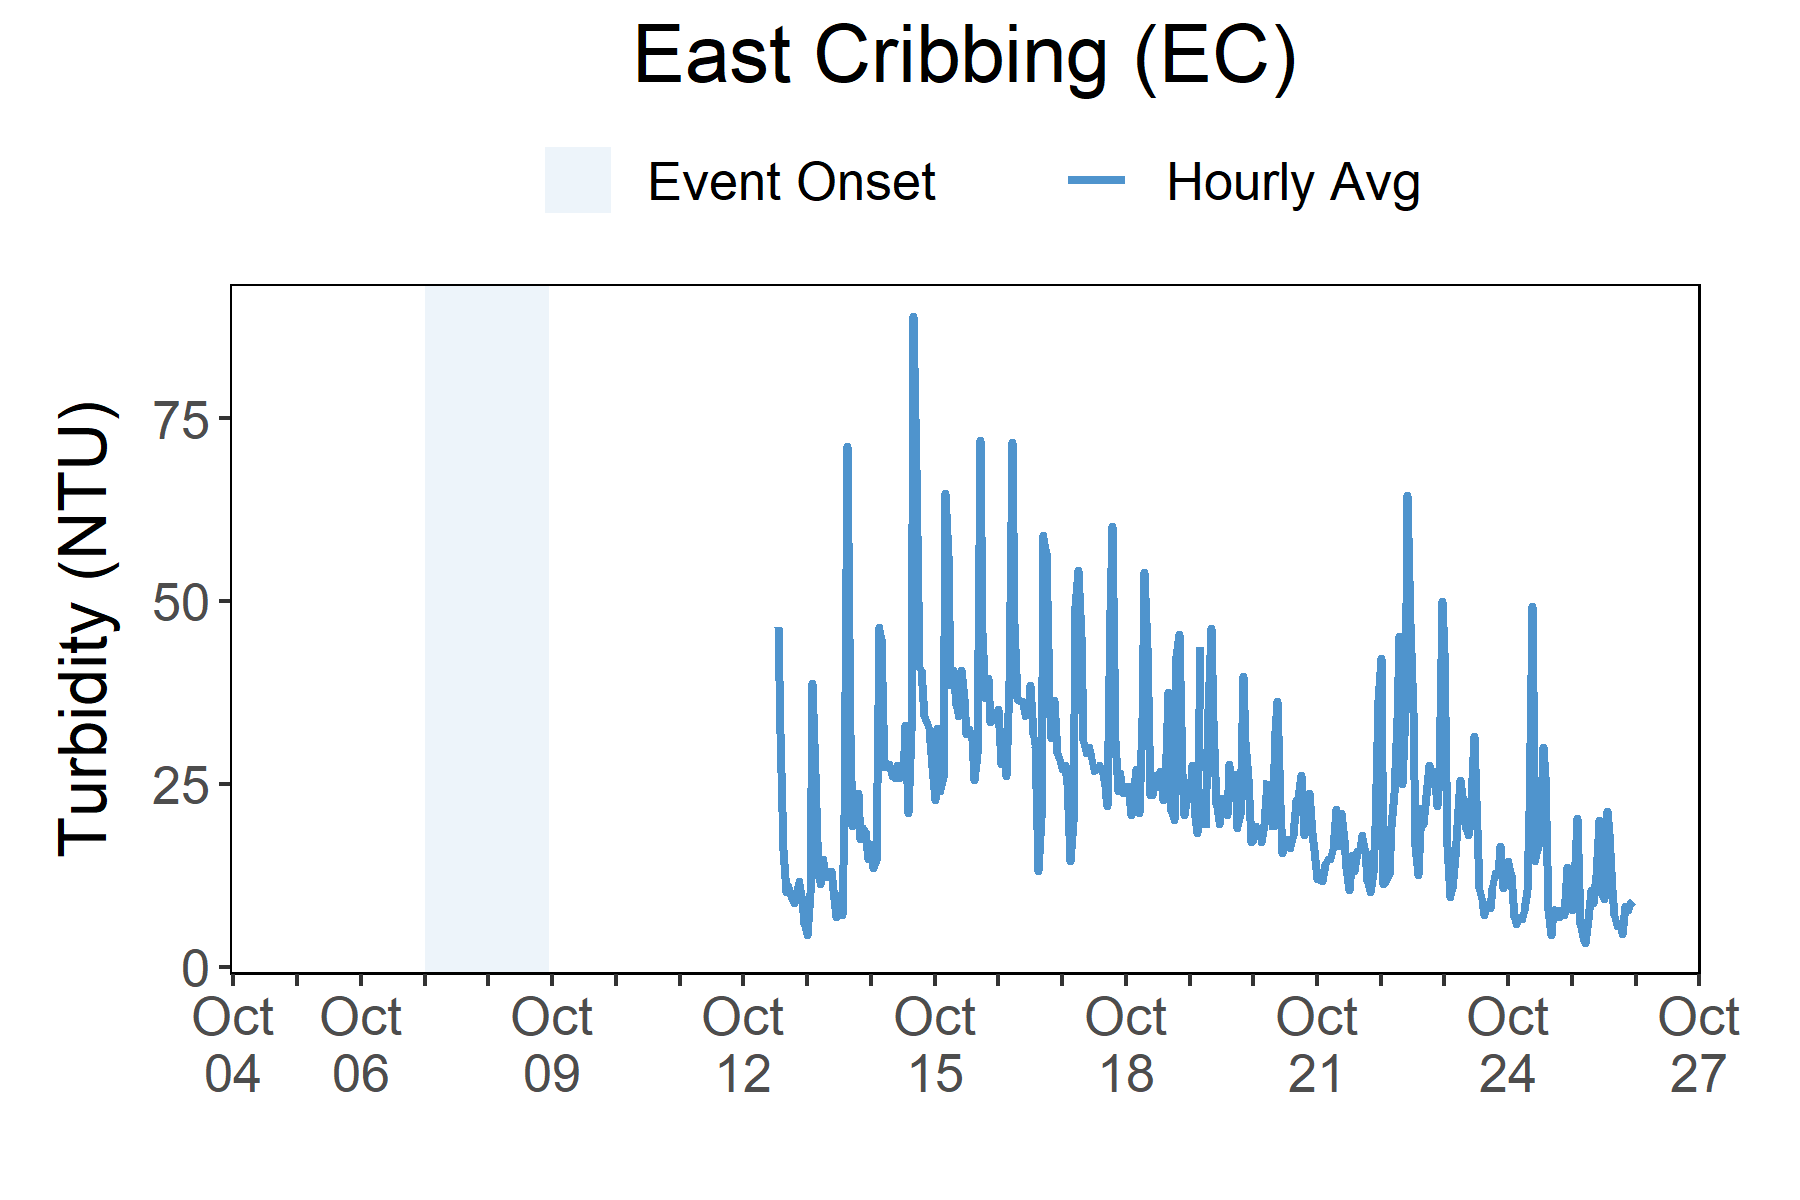 East Cribbing (EC)
Event Onset
Hourly Avg
Turbidity (NTU)
75
50
25
0
Oct Oct Oct Oct Oct Oct Oct Oct Oct
04 06 09 12 15 18 21 24 27